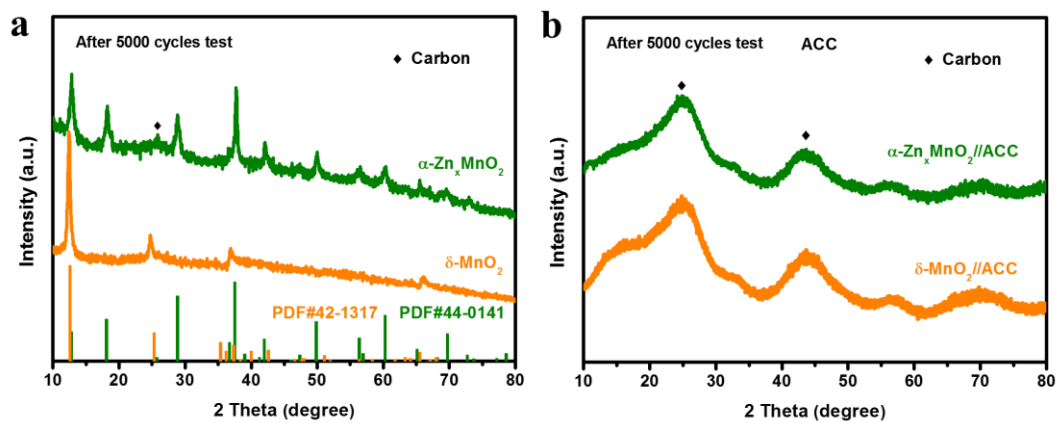 a
After 5000 cycles test
♦ Carbon
α-ZnₓMnO₂
δ-MnO₂
PDF#42-1317 PDF#44-0141
Intensity (a.u.)
10 20 30 40 50 60 70 80
2 Theta (degree)
b
After 5000 cycles test ACC
♦ Carbon
α-ZnₓMnO₂//ACC
δ-MnO₂//ACC
Intensity (a.u.)
10 20 30 40 50 60 70 80
2 Theta (degree)